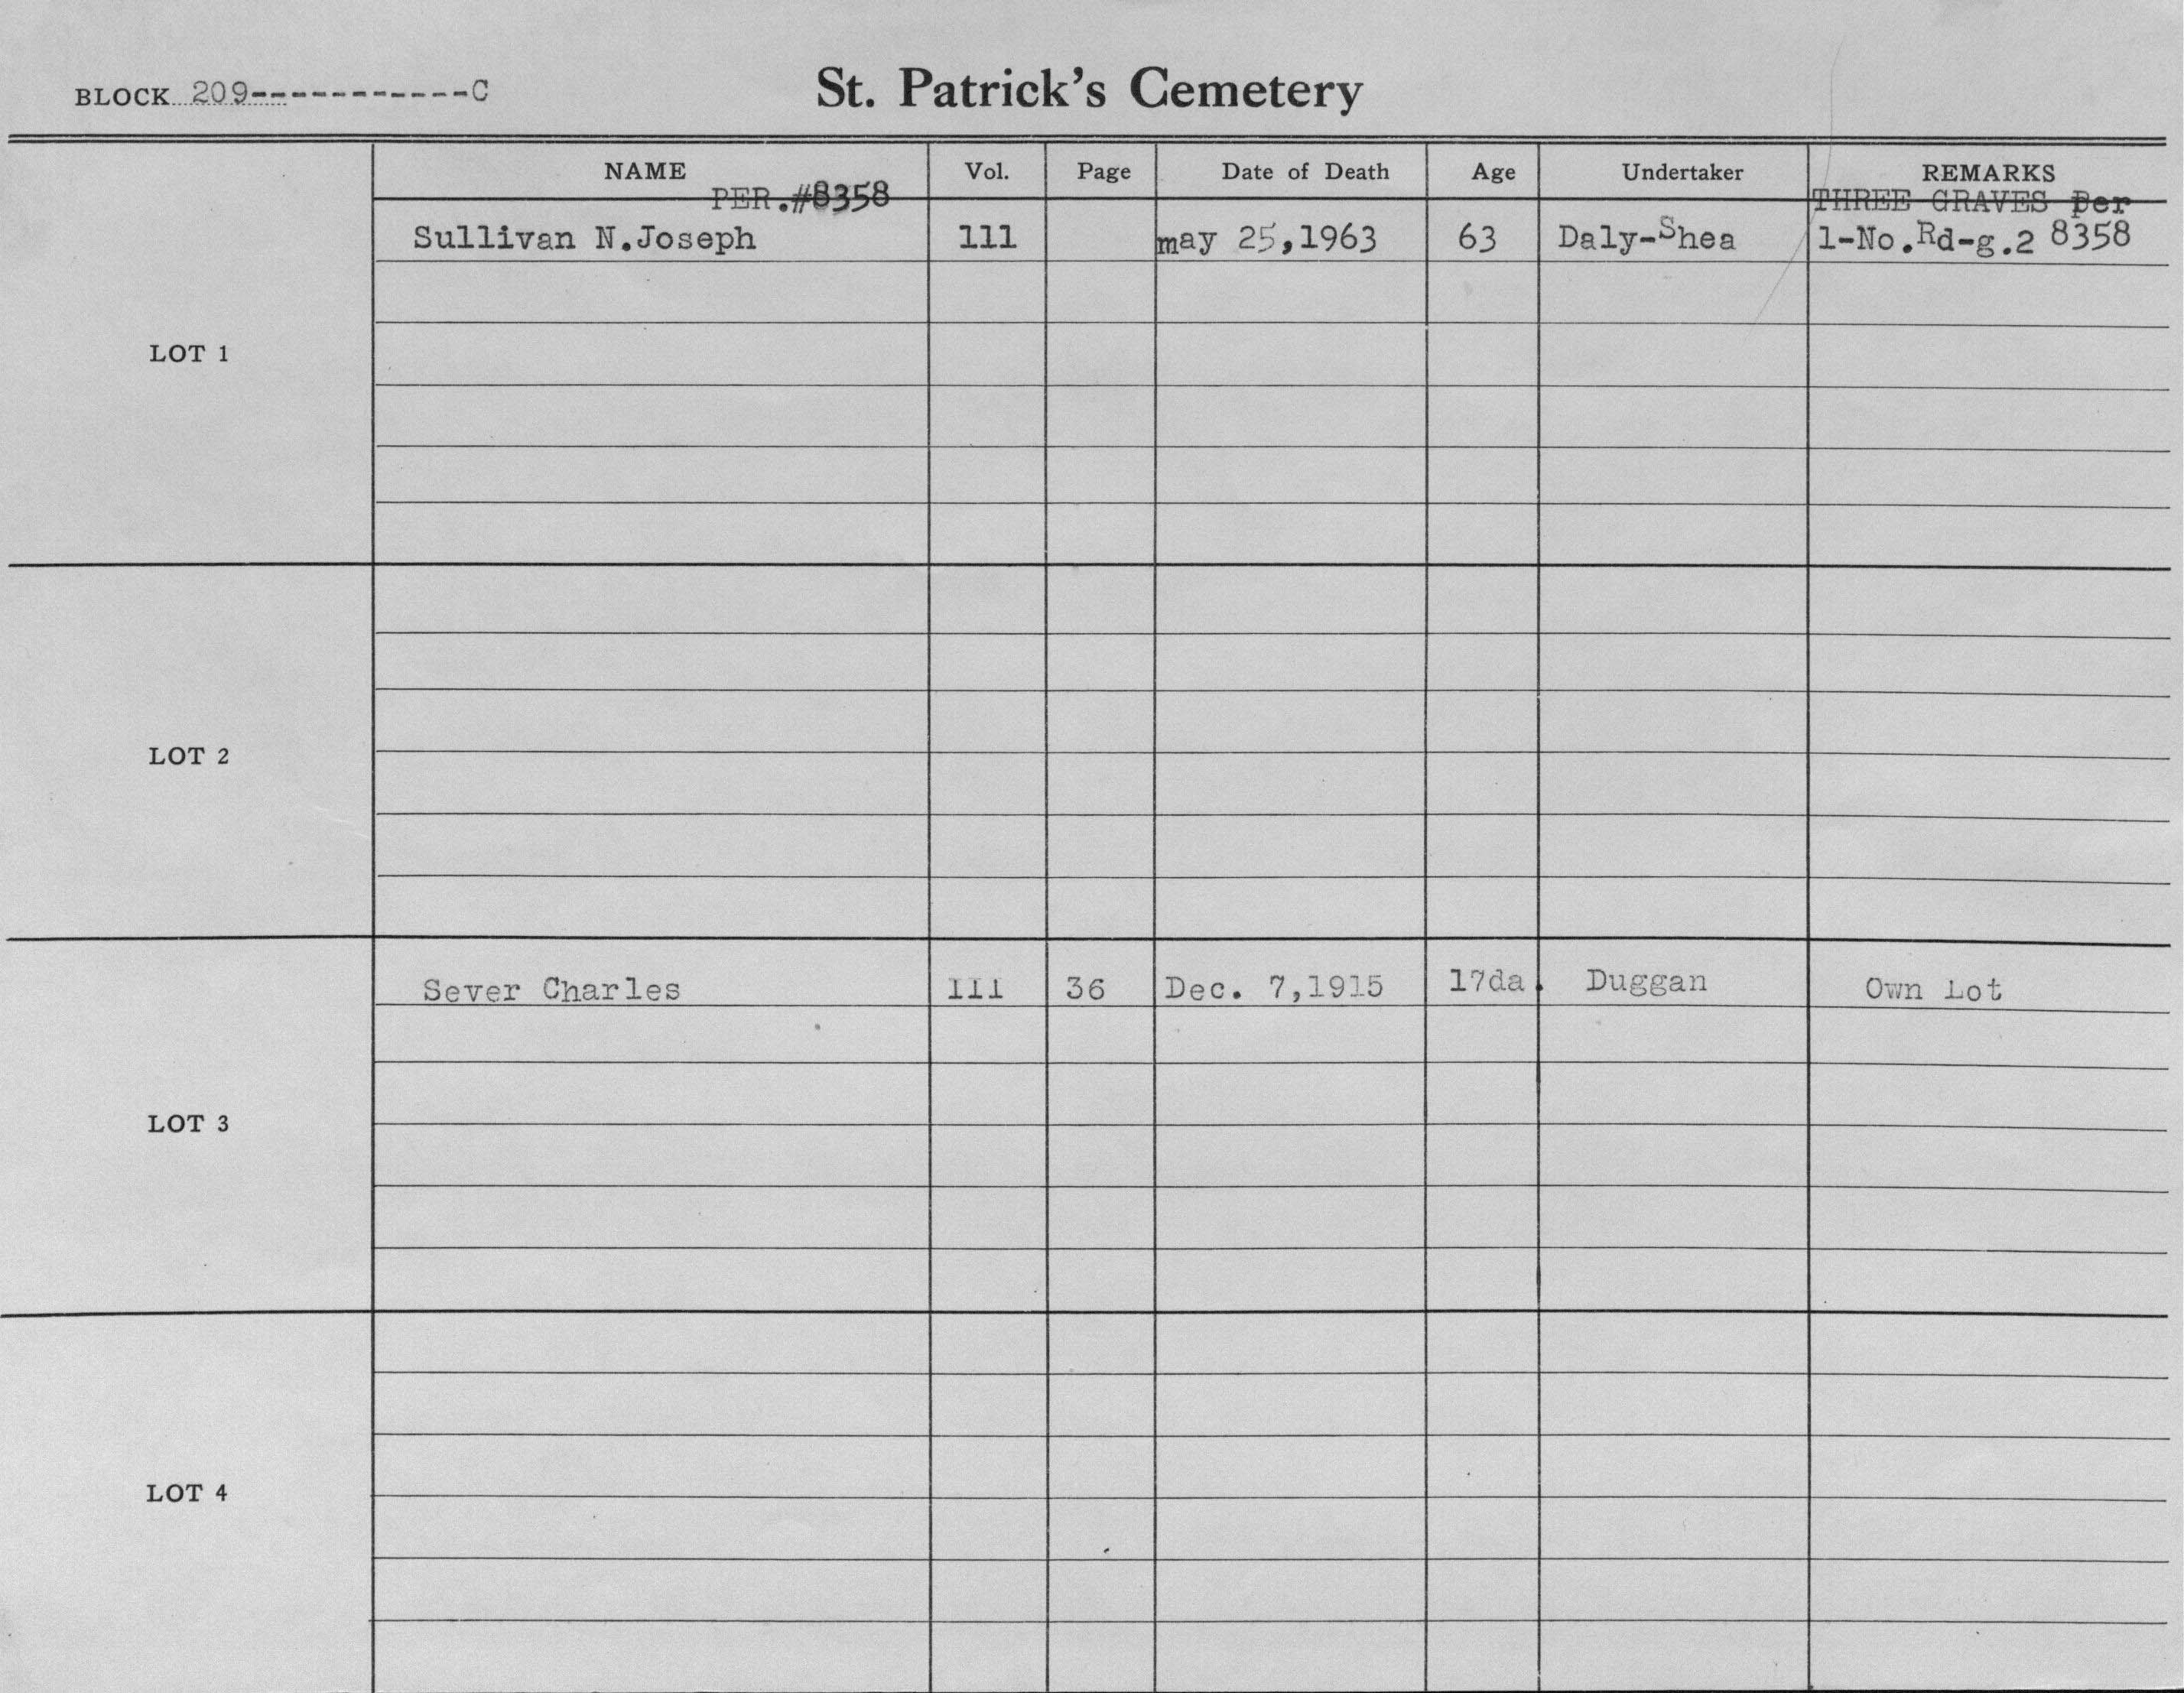 BLOCK 209------------C
St. Patrick's Cemetery
NAME Vol. Page Date of Death Age Undertaker REMARKS
PER.#8358 THREE GRAVES Per
Sullivan N.Joseph 111 may 25,1963 63 Daly-Shea 1-No.Rd-g.2 8358
LOT 1
LOT 2
Sever Charles III 36 Dec. 7,1915 17da. Duggan Own Lot
LOT 3
LOT 4